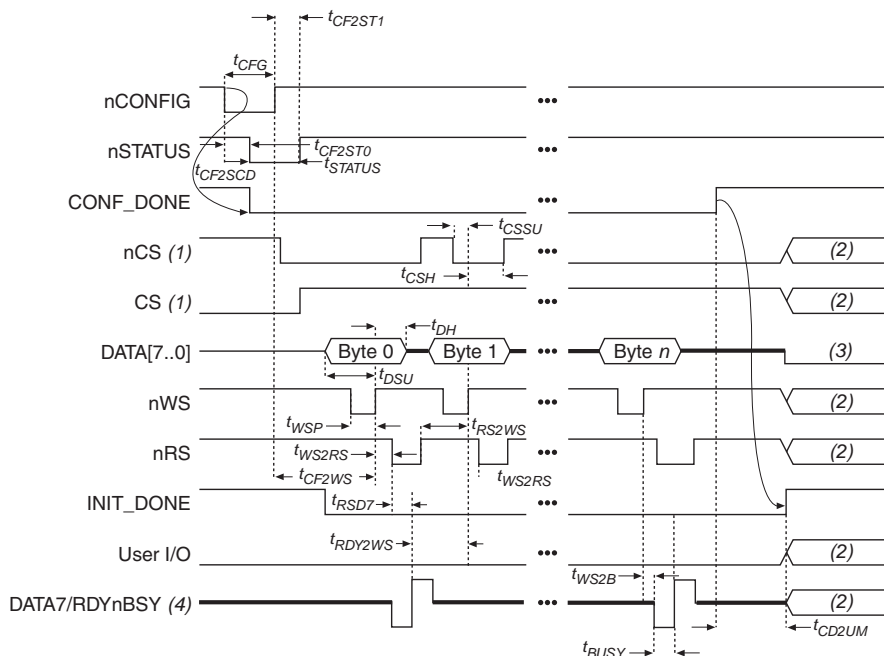 tCF2ST1
tCFG
nCONFIG
•••
nSTATUS
tCF2ST0
•••
tSTATUS
tCF2SCD
CONF_DONE
•••
tCSSU
nCS (1)
•••
(2)
tCSH
CS (1)
•••
(2)
tDH
DATA[7..0]
Byte 0
Byte 1
•••
Byte n
(3)
tDSU
nWS
•••
(2)
tWSP
tRS2WS
nRS
tWS2RS
•••
(2)
tCF2WS
tWS2RS
INIT_DONE
tRSD7
•••
tRDY2WS
User I/O
•••
(2)
tWS2B
DATA7/RDYnBSY (4)
•••
(2)
tCD2UM
tBUSY